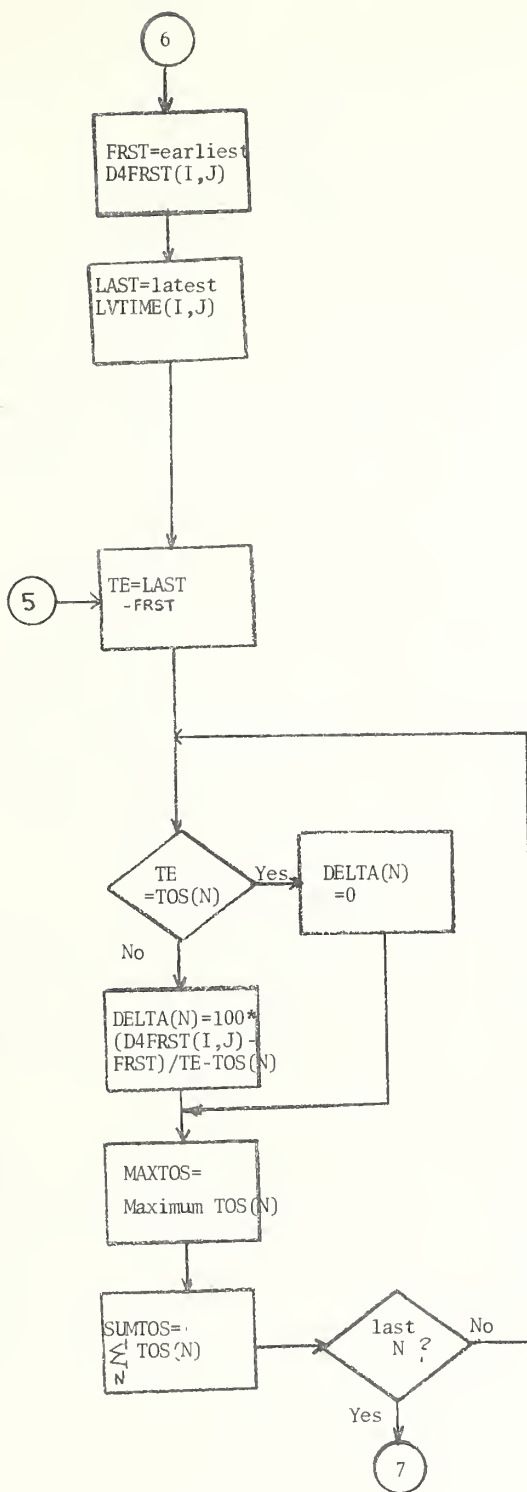 6
FRST=earliest
D4FRST(I,J)
LAST=latest
LVTIME(I,J)
5
TE=LAST
-FRST
TE
=TOS(N)
Yes
DELTA(N)
=0
No
DELTA(N)=100*
(D4FRST(I,J)-
FRST)/TE-TOS(N)
MAXTOS=
Maximum TOS(N)
SUMTOS=
∑ TOS(N)
N
last
N ?
No
Yes
7